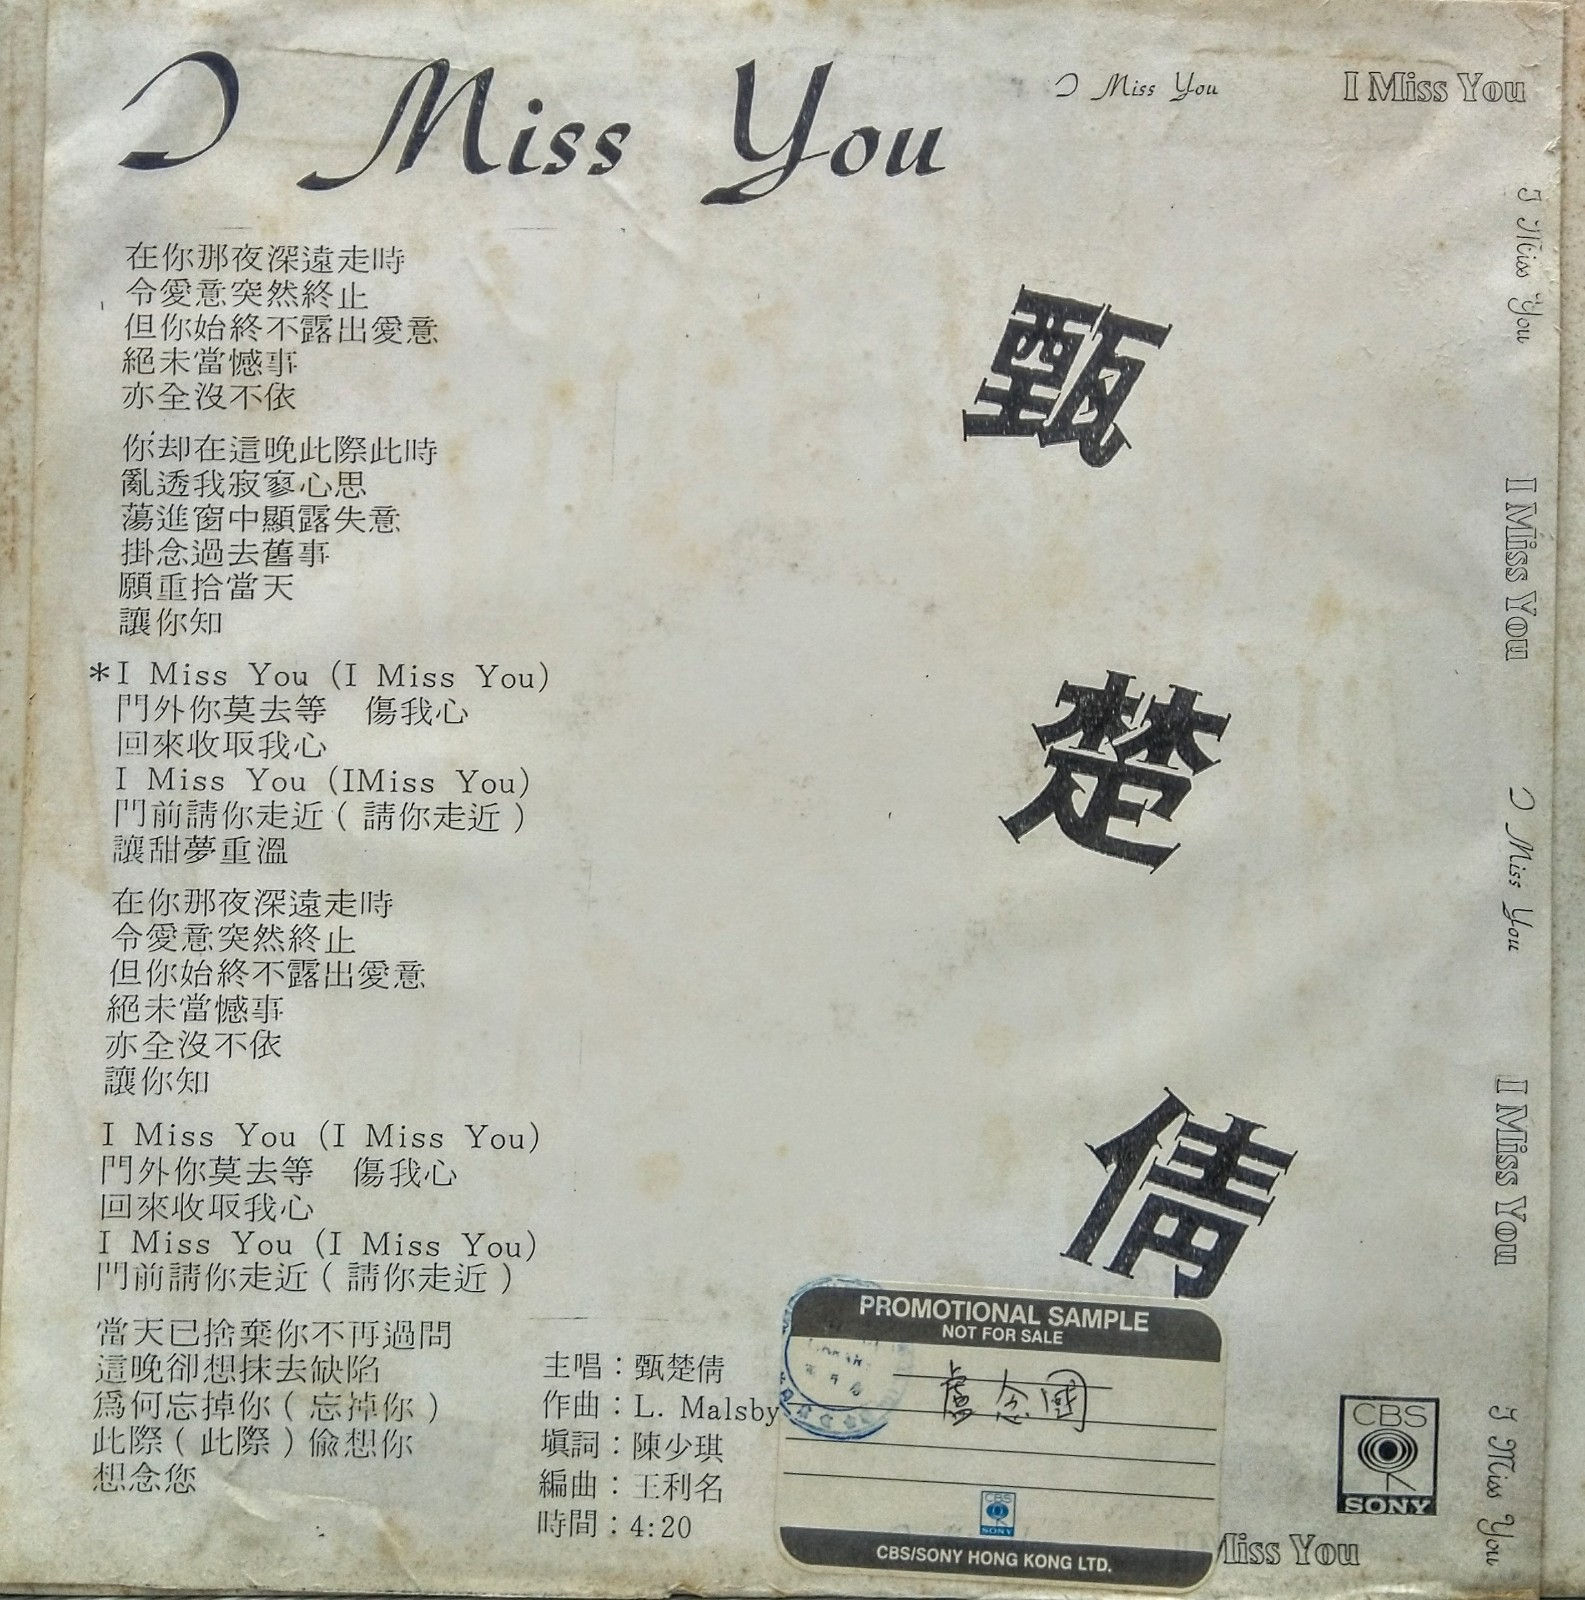 I Miss You
I Miss You
I Miss You
I Miss You
I Miss You
I Miss You
I Miss You
I Miss You
甄
楚
倩
在你那夜深遠走時
令愛意突然終止
但你始終不露出愛意
絕未當憾事
亦全沒不依
你却在這晚此際此時
亂透我寂寥心思
蕩進窗中顯露失意
掛念過去舊事
願重拾當天
讓你知
*I Miss You (I Miss You)
門外你莫去等　傷我心
回來收取我心
I Miss You (IMiss You)
門前請你走近(請你走近)
讓甜夢重溫
在你那夜深遠走時
令愛意突然終止
但你始終不露出愛意
絕未當憾事
亦全沒不依
讓你知
I Miss You (I Miss You)
門外你莫去等　傷我心
回來收取我心
I Miss You (I Miss You)
門前請你走近(請你走近)
當天已捨棄你不再過問
這晚卻想抹去缺陷
爲何忘掉你(忘掉你)
此際(此際)偸想你
想念您
主唱：甄楚倩
作曲：L. Malsby
塡詞：陳少琪
編曲：王利名
時間：4:20
PROMOTIONAL SAMPLE
NOT FOR SALE
盧念國
CBS
SONY
CBS/SONY HONG KONG LTD.
CBS
SONY
Miss You